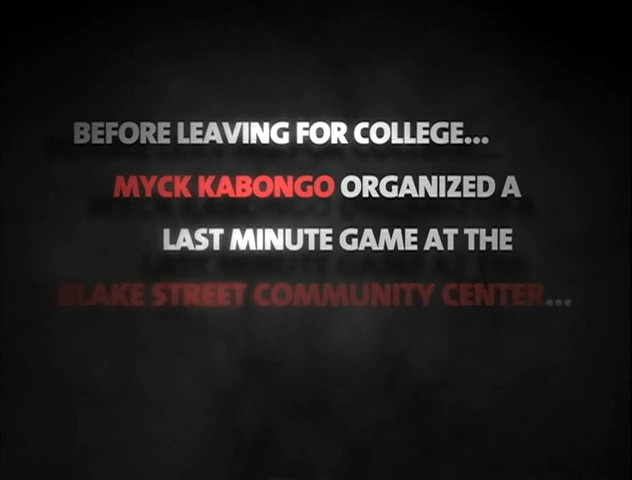 BEFORE LEAVING FOR COLLEGE...
MYCK KABONGO ORGANIZED A
LAST MINUTE GAME AT THE
BLAKE STREET COMMUNITY CENTER...